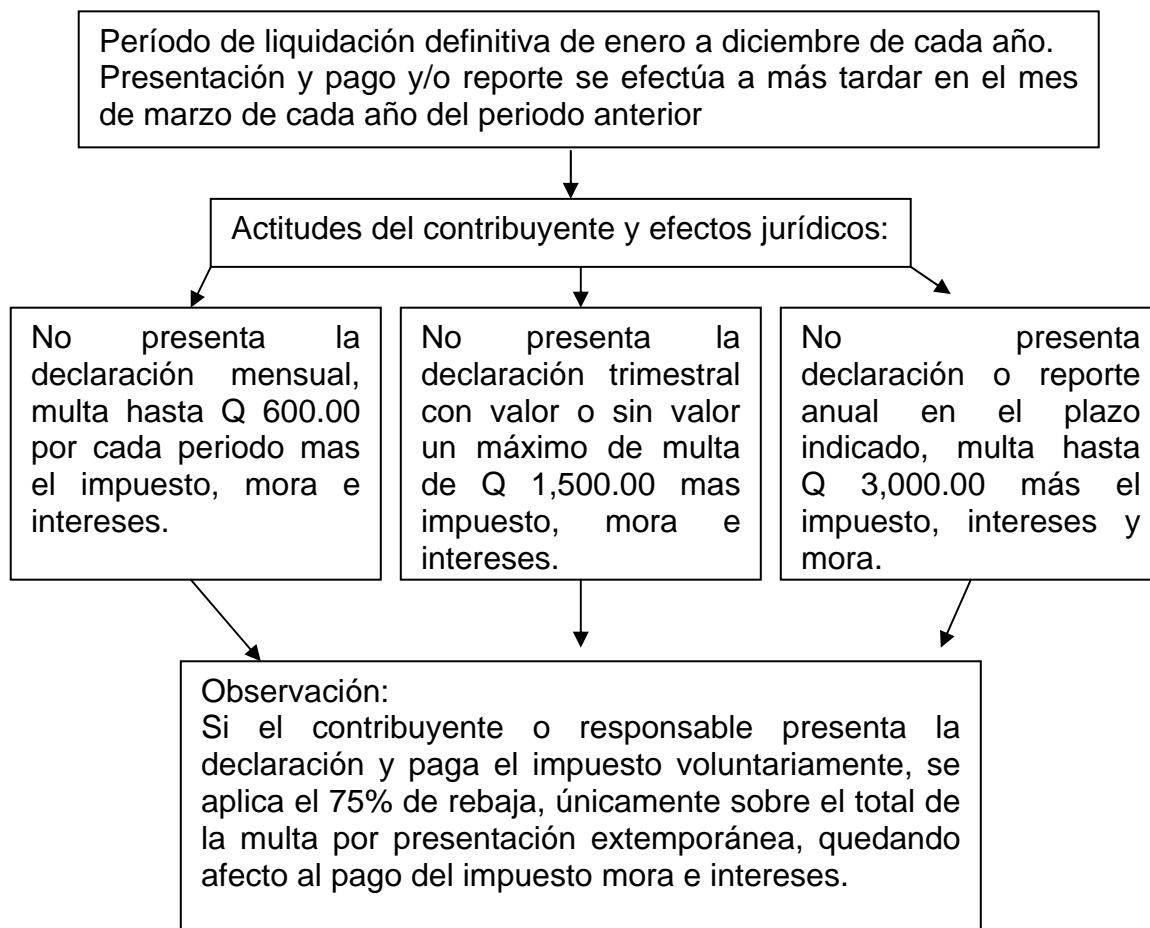 Período de liquidación definitiva de enero a diciembre de cada año.
Presentación y pago y/o reporte se efectúa a más tardar en el mes
de marzo de cada año del periodo anterior
Actitudes del contribuyente y efectos jurídicos:
No presenta la
declaración mensual,
multa hasta Q 600.00
por cada periodo mas
el impuesto, mora e
intereses.
No presenta la
declaración trimestral
con valor o sin valor
un máximo de multa
de Q 1,500.00 mas
impuesto, mora e
intereses.
No presenta
declaración o reporte
anual en el plazo
indicado, multa hasta
Q 3,000.00 más el
impuesto, intereses y
mora.
Observación:
Si el contribuyente o responsable presenta la
declaración y paga el impuesto voluntariamente, se
aplica el 75% de rebaja, únicamente sobre el total de
la multa por presentación extemporánea, quedando
afecto al pago del impuesto mora e intereses.